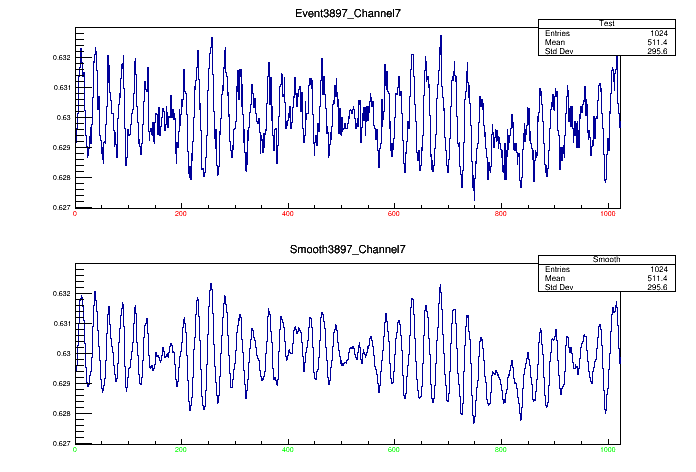 Event3897_Channel7
Test
Entries 1024
Mean 511.4
Std Dev 295.6
0.632
0.631
0.63
0.629
0.628
0.627
0 200 400 600 800 1000
Smooth3897_Channel7
Smooth
Entries 1024
Mean 511.4
Std Dev 295.6
0.632
0.631
0.63
0.629
0.628
0.627
0 200 400 600 800 1000